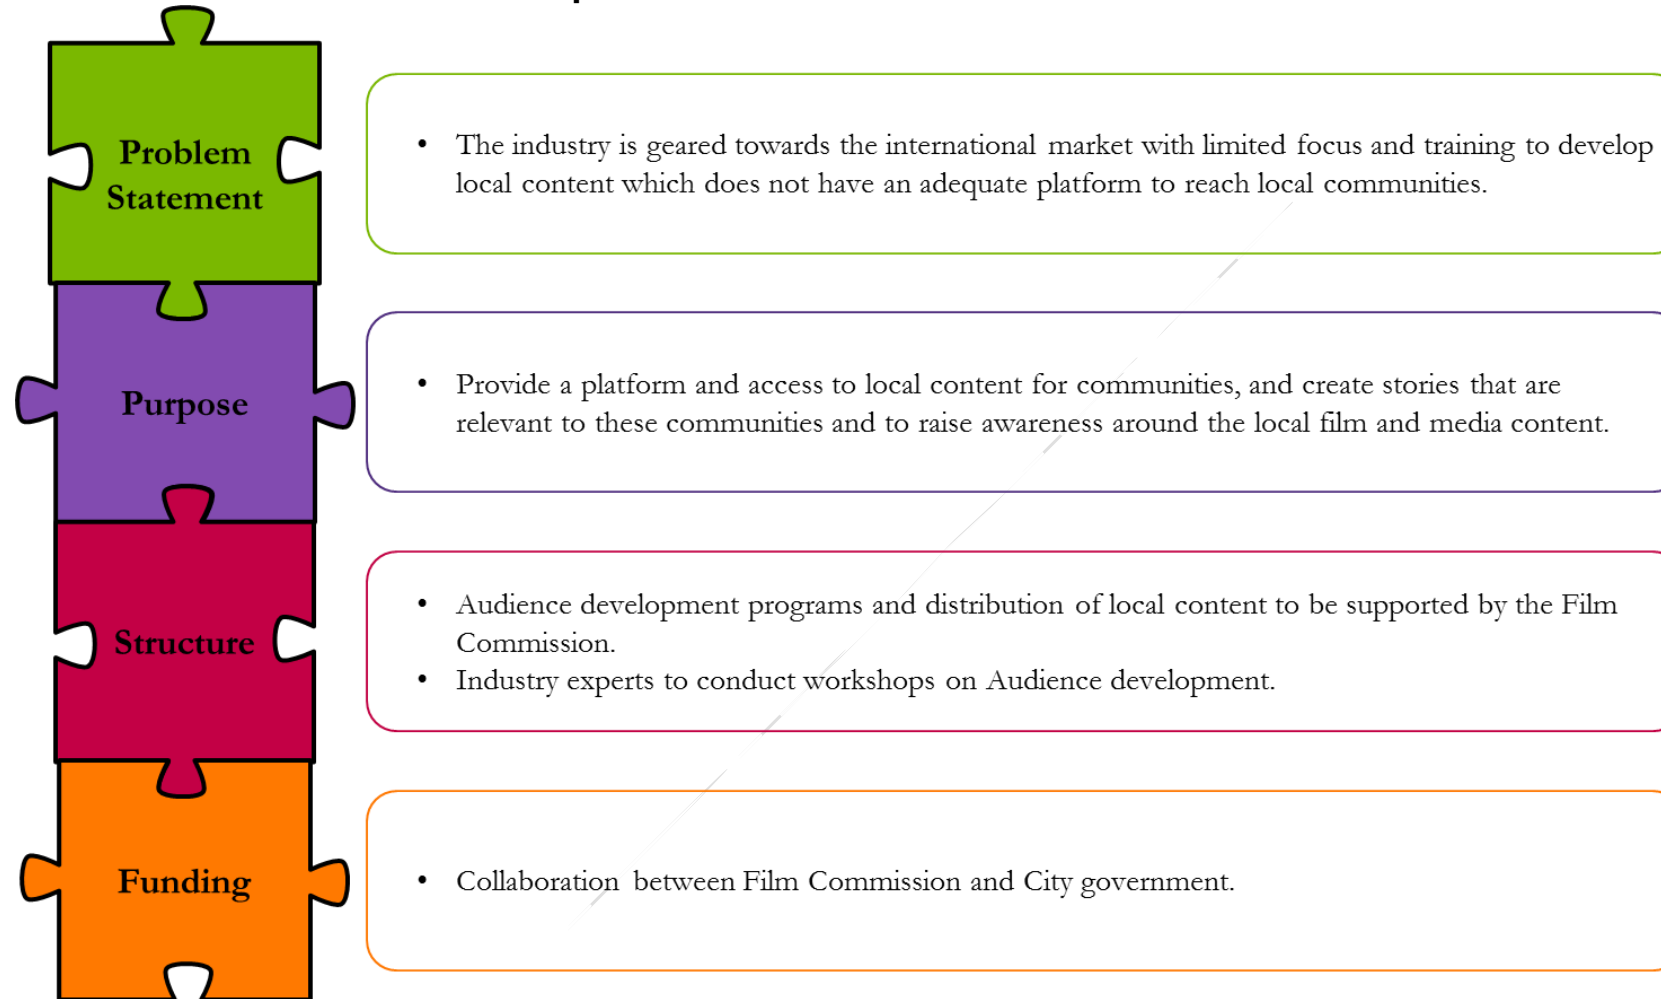 Problem
Statement
• The industry is geared towards the international market with limited focus and training to develop
local content which does not have an adequate platform to reach local communities.
Purpose
• Provide a platform and access to local content for communities, and create stories that are
relevant to these communities and to raise awareness around the local film and media content.
Structure
• Audience development programs and distribution of local content to be supported by the Film
Commission.
• Industry experts to conduct workshops on Audience development.
Funding
• Collaboration between Film Commission and City government.